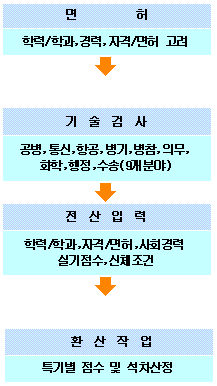 면 허
학력/학과,경력,자격/면허 고려
기 술 검 사
공병,통신,항공,병기,병참,의무,
화학,행정,수송(9개분야)
전 산 입 력
학력/학과,자격/면허,사회경력
실기점수,신체조건
환 산 작 업
특기별 점수 및 석차산정